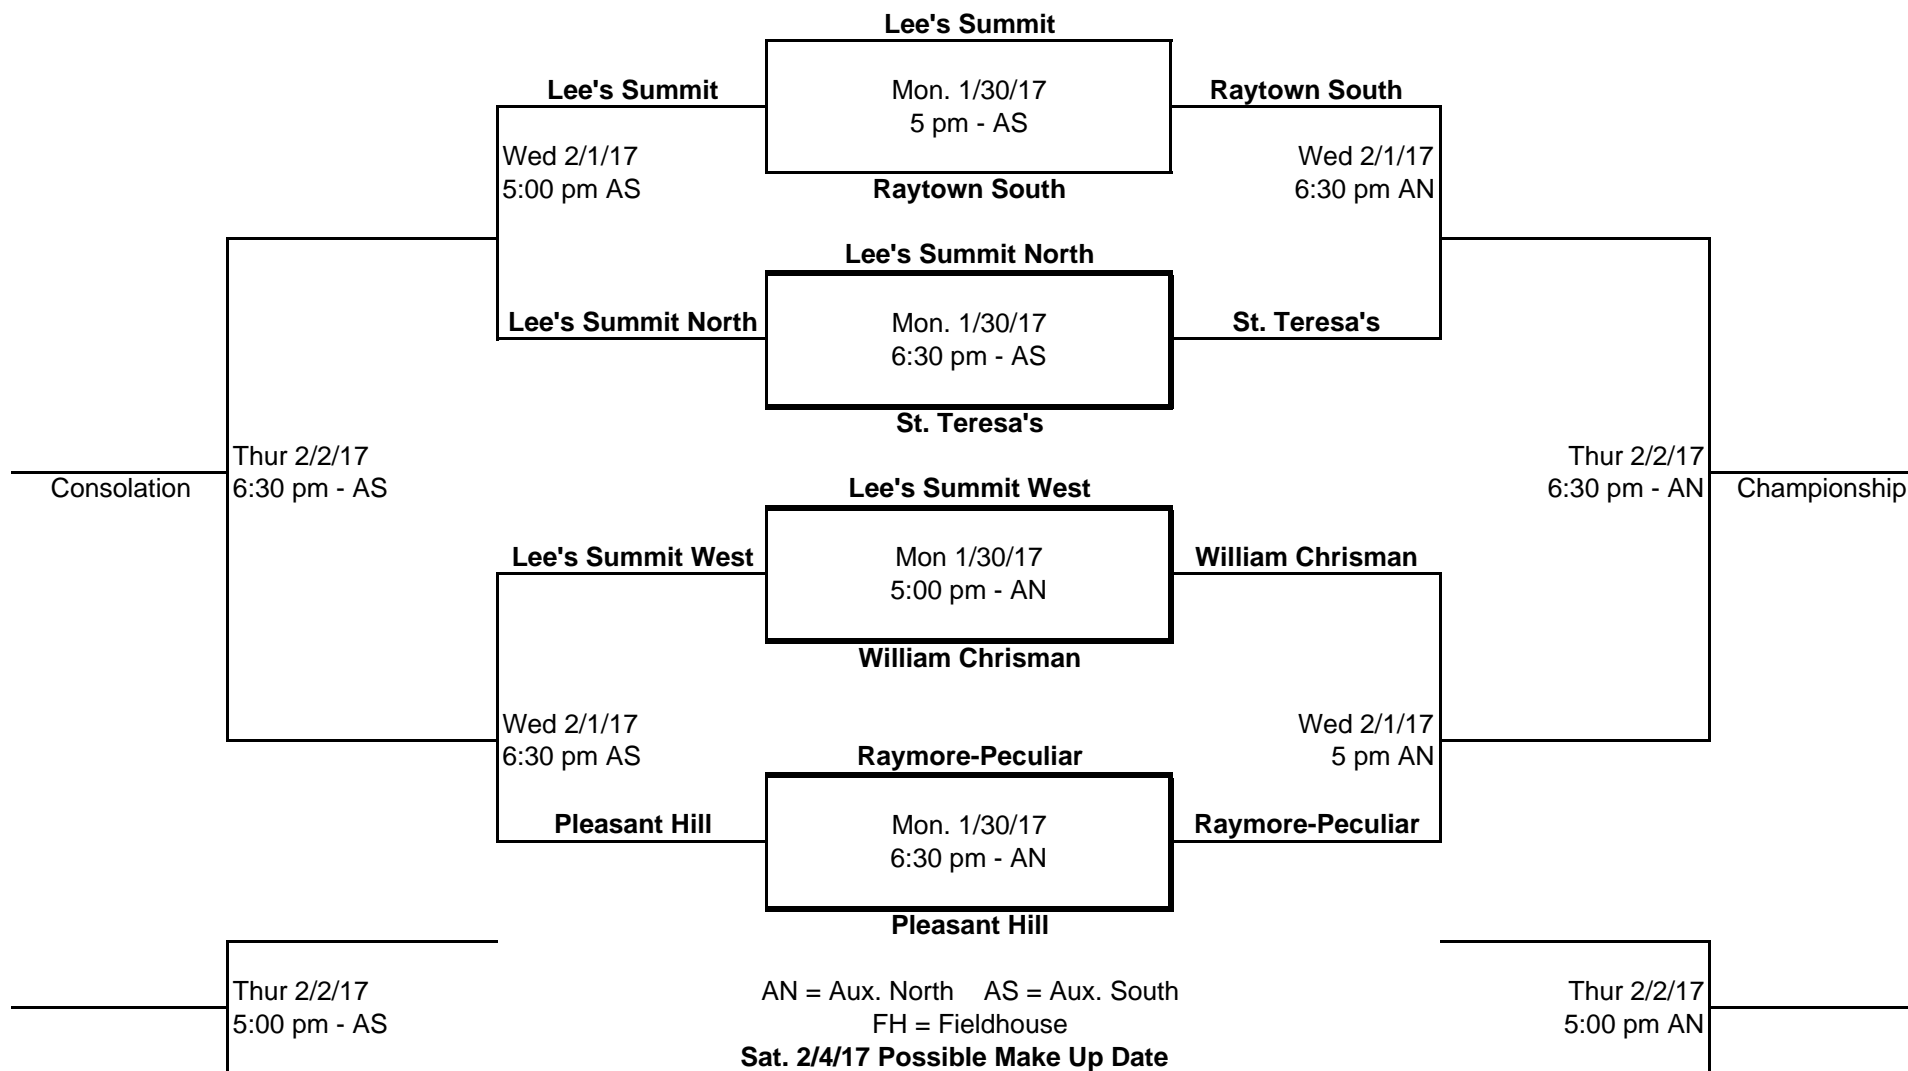 Lee's Summit
Lee's Summit
Mon. 1/30/17
Raytown South
5 pm - AS
Wed 2/1/17
Wed 2/1/17
5:00 pm AS
Raytown South
6:30 pm AN
Lee's Summit North
Lee's Summit North
Mon. 1/30/17
St. Teresa's
6:30 pm - AS
St. Teresa's
Thur 2/2/17
Thur 2/2/17
Consolation
6:30 pm - AS
Lee's Summit West
6:30 pm - AN
Championship
Lee's Summit West
Mon 1/30/17
William Chrisman
5:00 pm - AN
William Chrisman
Wed 2/1/17
Wed 2/1/17
6:30 pm AS
Raymore-Peculiar
5 pm AN
Pleasant Hill
Mon. 1/30/17
Raymore-Peculiar
6:30 pm - AN
Pleasant Hill
Thur 2/2/17
AN = Aux. North AS = Aux. South
Thur 2/2/17
5:00 pm - AS
FH = Fieldhouse
5:00 pm AN
Sat. 2/4/17 Possible Make Up Date